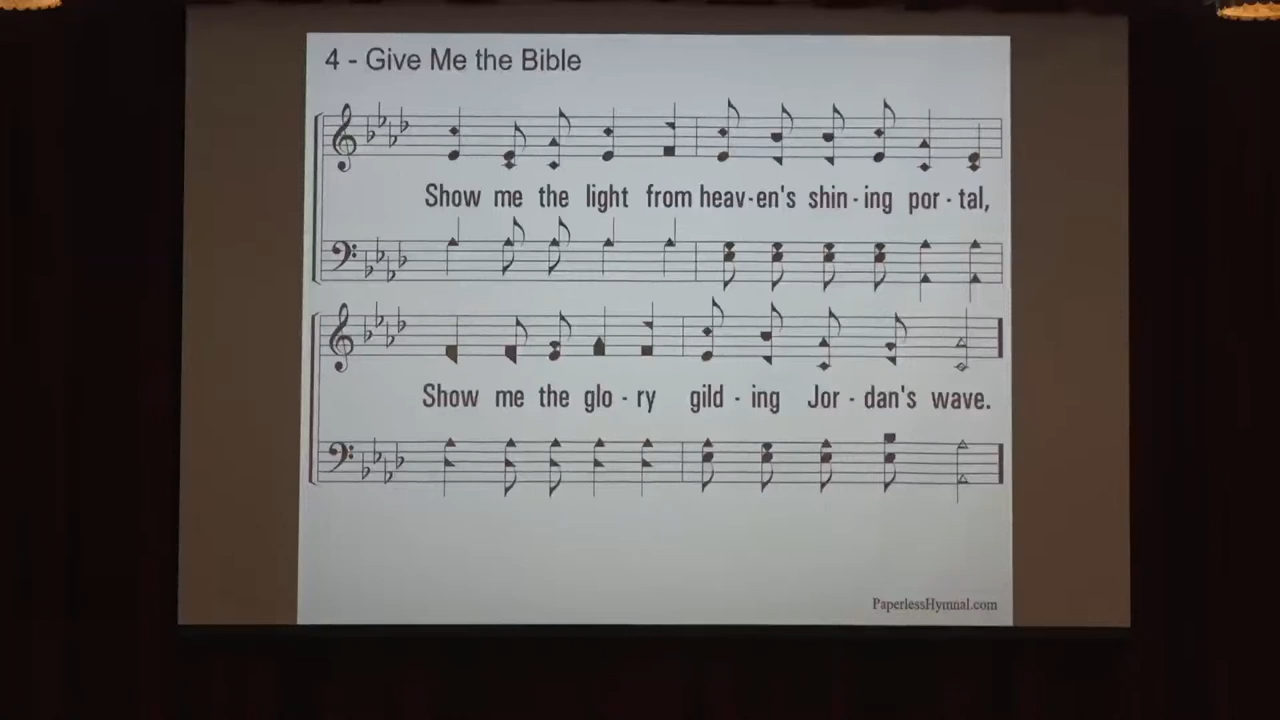 4 - Give Me the Bible
Show me the light from heav-en's shin-ing por-tal,
Show me the glo-ry gild-ing Jor-dan's wave.
PaperlessHymnal.com